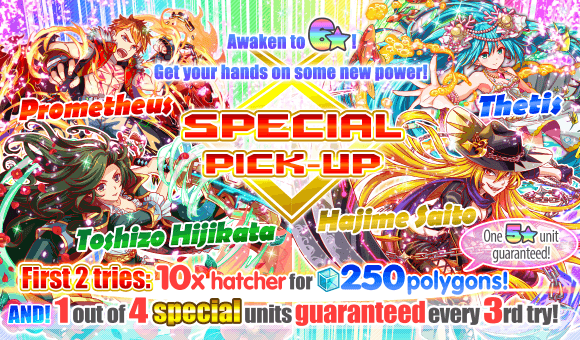 Awaken to 6★!
Get your hands on some new power!
Prometheus
Thetis
SPECIAL
PICK-UP
Toshizo Hijikata
Hajime Saito
One 5★ unit
guaranteed!
First 2 tries: 10x hatcher for 250 polygons!
AND! 1 out of 4 special units guaranteed every 3rd try!